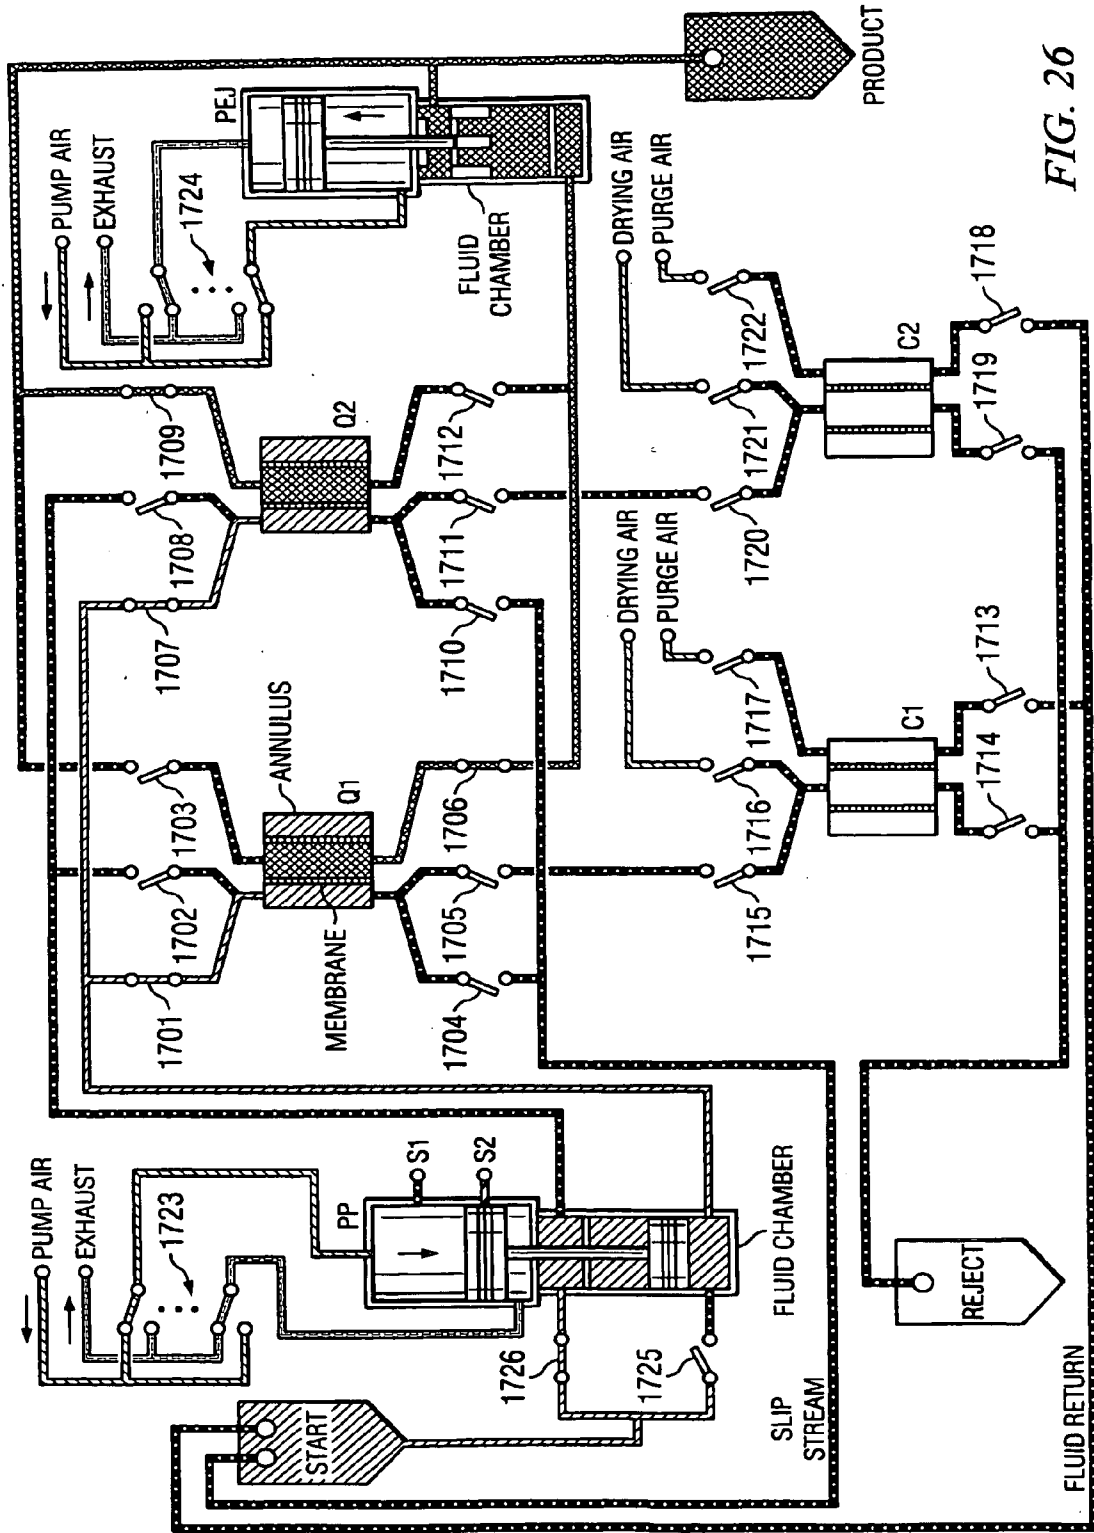 PUMP AIR
EXHAUST
1723
START
PP
S1
S2
FLUID CHAMBER
1726
1725
SLIP
STREAM
FLUID RETURN
REJECT
1701
1702
1703
MEMBRANE
ANNULUS
Q1
1704
1705
1706
1707
1708
1709
Q2
1710
1711
1712
PUMP AIR
EXHAUST
1724
PEJ
FLUID
CHAMBER
PRODUCT
DRYING AIR
PURGE AIR
1715
1716
1717
C1
1714
1713
DRYING AIR
PURGE AIR
1720
1721
1722
C2
1719
1718
FIG. 26